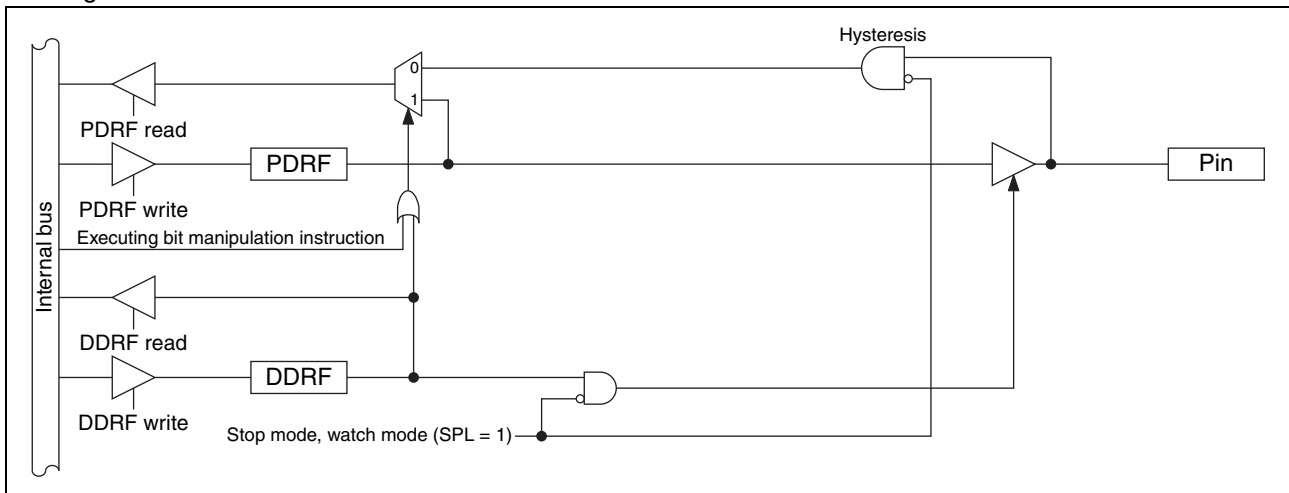 Hysteresis
0
1
PDRF read
PDRF
Pin
PDRF write
Executing bit manipulation instruction
Internal bus
DDRF read
DDRF
DDRF write
Stop mode, watch mode (SPL = 1)